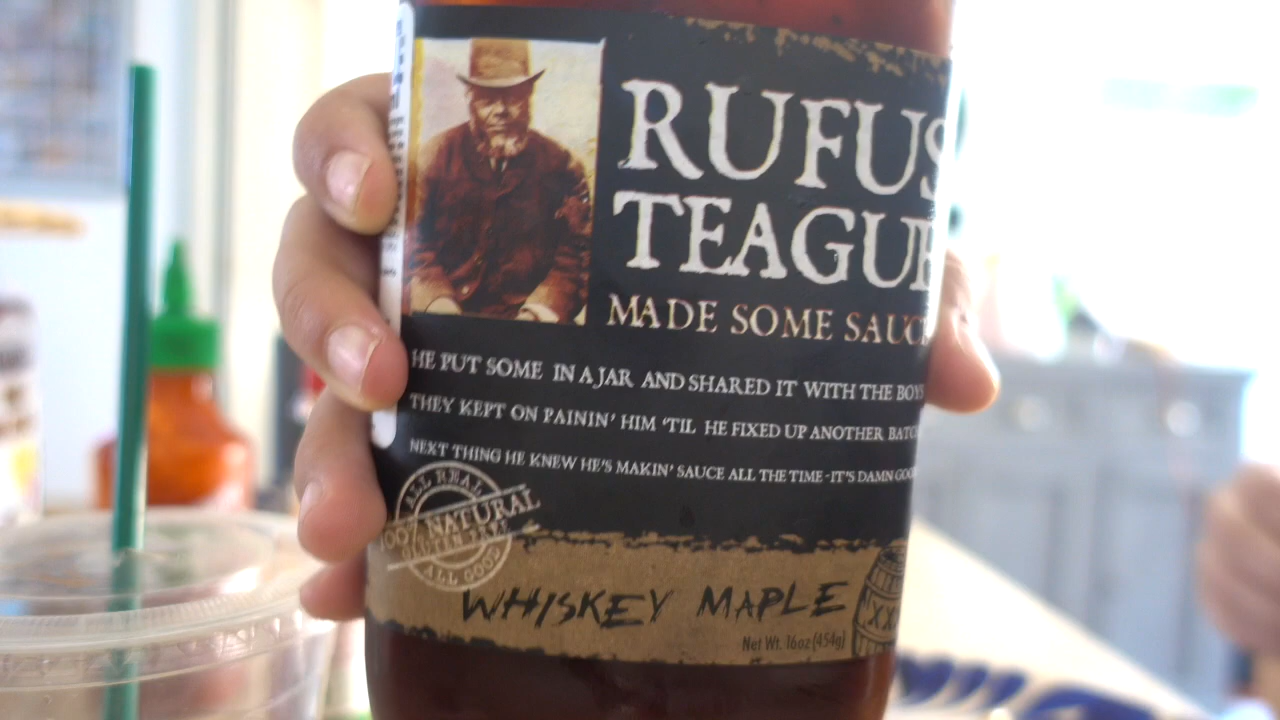 RUFUS
TEAGUE
MADE SOME SAUC
HE PUT SOME IN A JAR AND SHARED IT WITH THE BOYS
THEY KEPT ON PAININ' HIM 'TIL HE FIXED UP ANOTHER BATC
NEXT THING HE KNEW HE'S MAKIN' SAUCE ALL THE TIME - IT'S DAMN GOO
ALL REAL
100% NATURAL
GLUTEN FREE
ALL GOOD
WHISKEY MAPLE
XX
Net Wt. 16oz (454g)